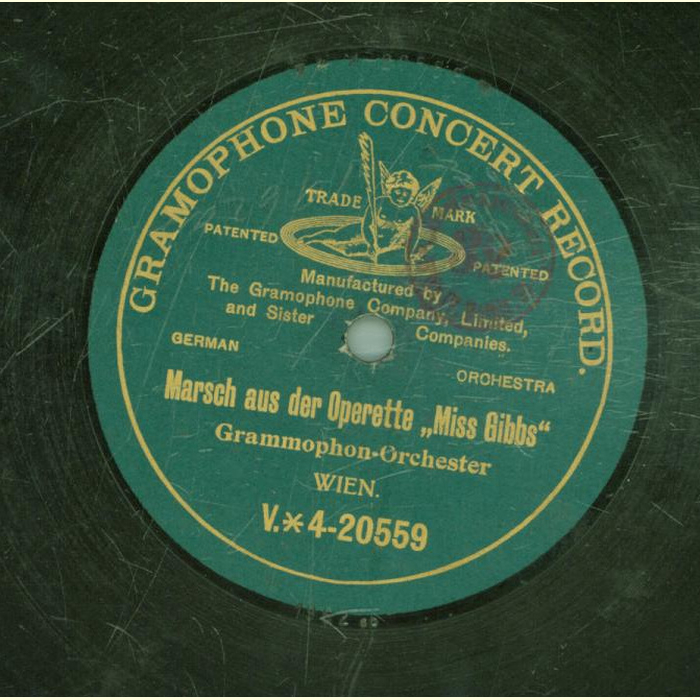 GRAMOPHONE CONCERT RECORD.
TRADE MARK
PATENTED PATENTED
Manufactured by
The Gramophone Company, Limited,
and Sister Companies.
GERMAN ORCHESTRA
Marsch aus der Operette „Miss Gibbs“
Grammophon-Orchester
WIEN.
V.*4-20559